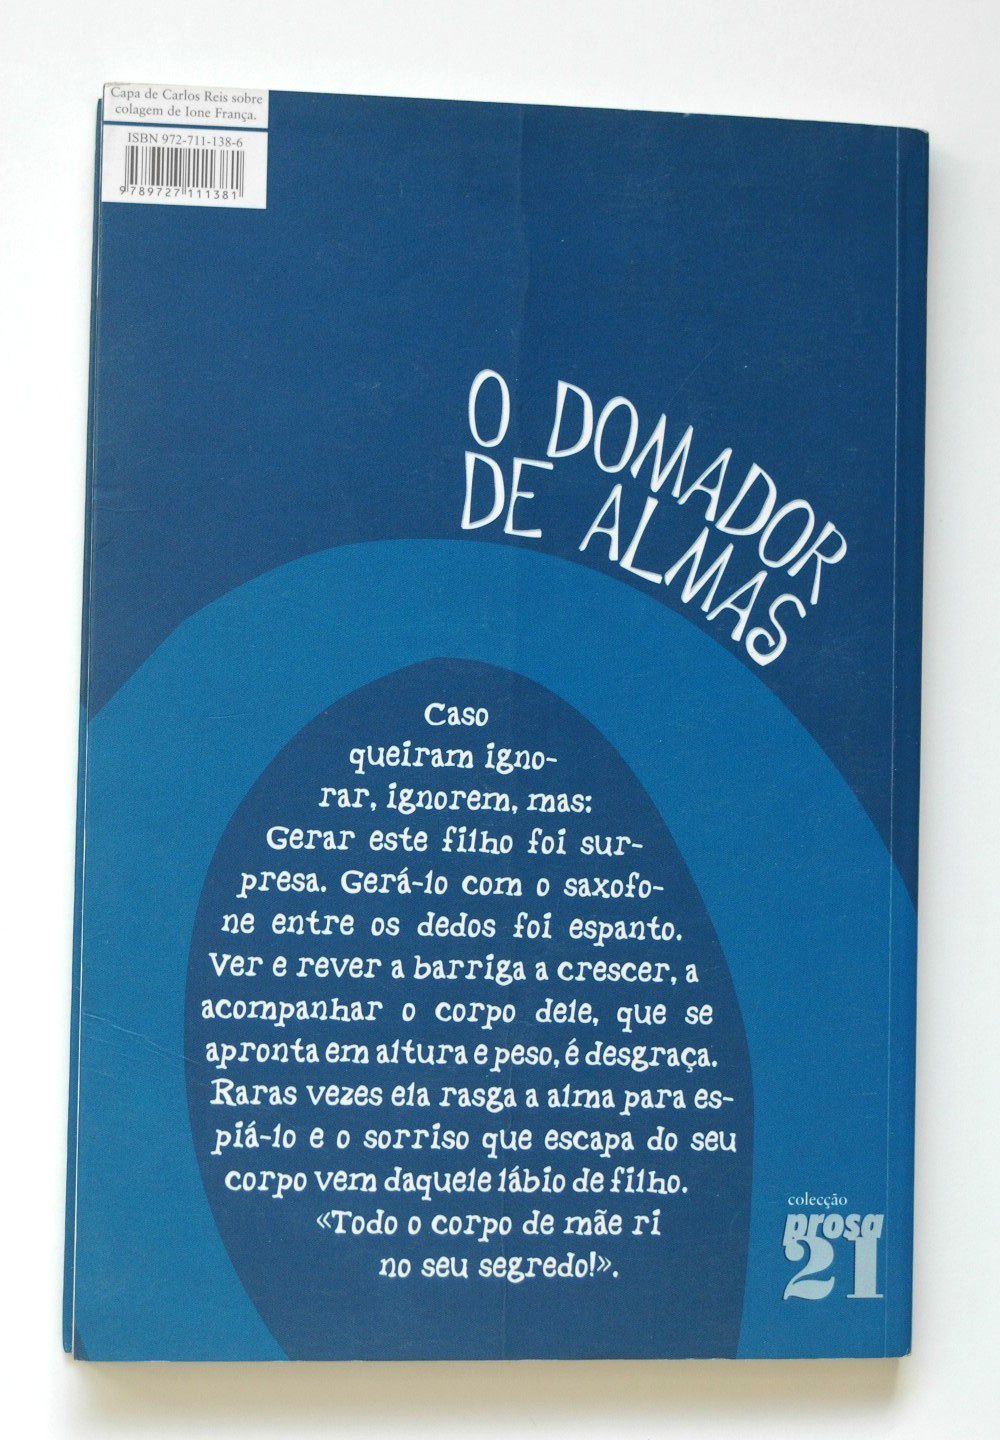 Capa de Carlos Reis sobre
colagem de Ione França.
ISBN 972-711-138-6
9 789727 111381
O DOMADOR
DE ALMAS
Caso
queiram igno-
rar, ignorem, mas:
Gerar este filho foi sur-
presa. Gerá-lo com o saxofo-
ne entre os dedos foi espanto.
Ver e rever a barriga a crescer, a
acompanhar o corpo dele, que se
apronta em altura e peso, é desgraça.
Raras vezes ela rasga a alma para es-
piá-lo e o sorriso que escapa do seu
corpo vem daquele lábio de filho.
«Todo o corpo de mãe ri
no seu segredo!».
colecção
prosa
21